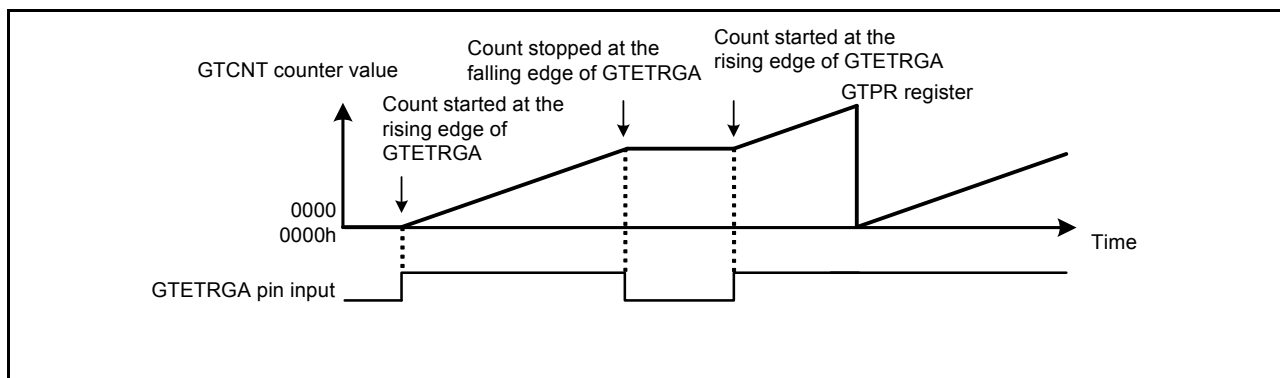 Count stopped at the
falling edge of GTETRGA
Count started at the
rising edge of GTETRGA
GTCNT counter value
GTPR register
Count started at the
rising edge of
GTETRGA
0000
0000h
Time
GTETRGA pin input